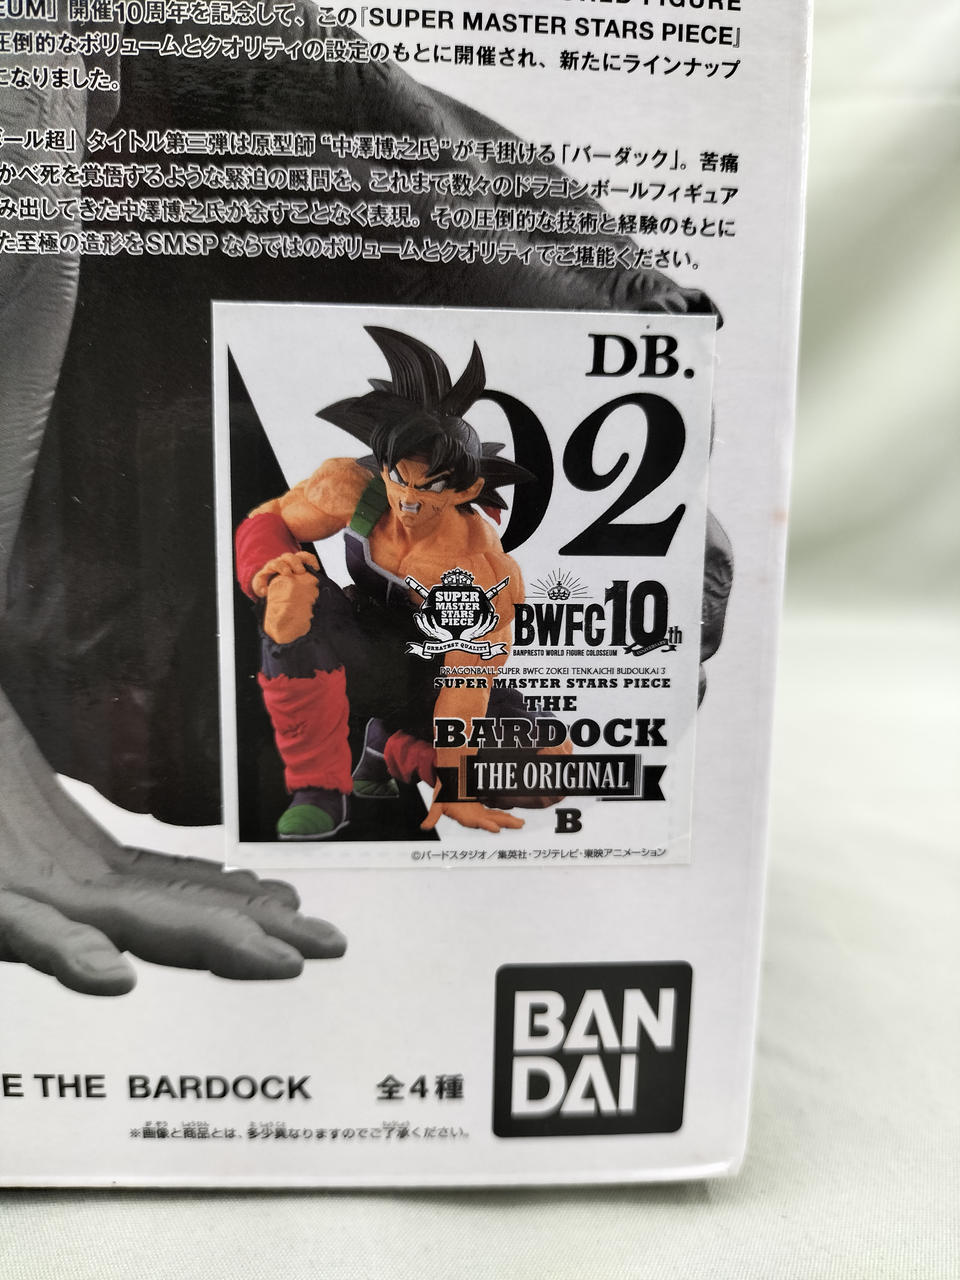 RLD FIGURE
EUM」開催10周年を記念して、この『SUPER MASTER STARS PIECE』
圧倒的なボリュームとクオリティの設定のもとに開催され、新たにラインナップ
になりました。
ール超」タイトル第三弾は原型師“中澤博之氏”が手掛ける「バーダック」。苦痛
かべ死を覚悟するような緊迫の瞬間を、これまで数々のドラゴンボールフィギュア
み出してきた中澤博之氏が余すことなく表現。その圧倒的な技術と経験のもとに
た至極の造形をSMSPならではのボリュームとクオリティでご堪能ください。
DB.
02
SUPER
MASTER
STARS
PIECE
GREATEST QUALITY
BWFC 10th
BANPRESTO WORLD FIGURE COLOSSEUM
ANNIVERSARY
DRAGONBALL SUPER BWFC ZOKEI TENKAICHI BUDOUKAI 3
SUPER MASTER STARS PIECE
THE
BARDOCK
THE ORIGINAL
B
©バードスタジオ／集英社・フジテレビ・東映アニメーション
BAN
DAI
E THE BARDOCK 全4種
※画像と商品とは、多少異なりますのでご了承ください。